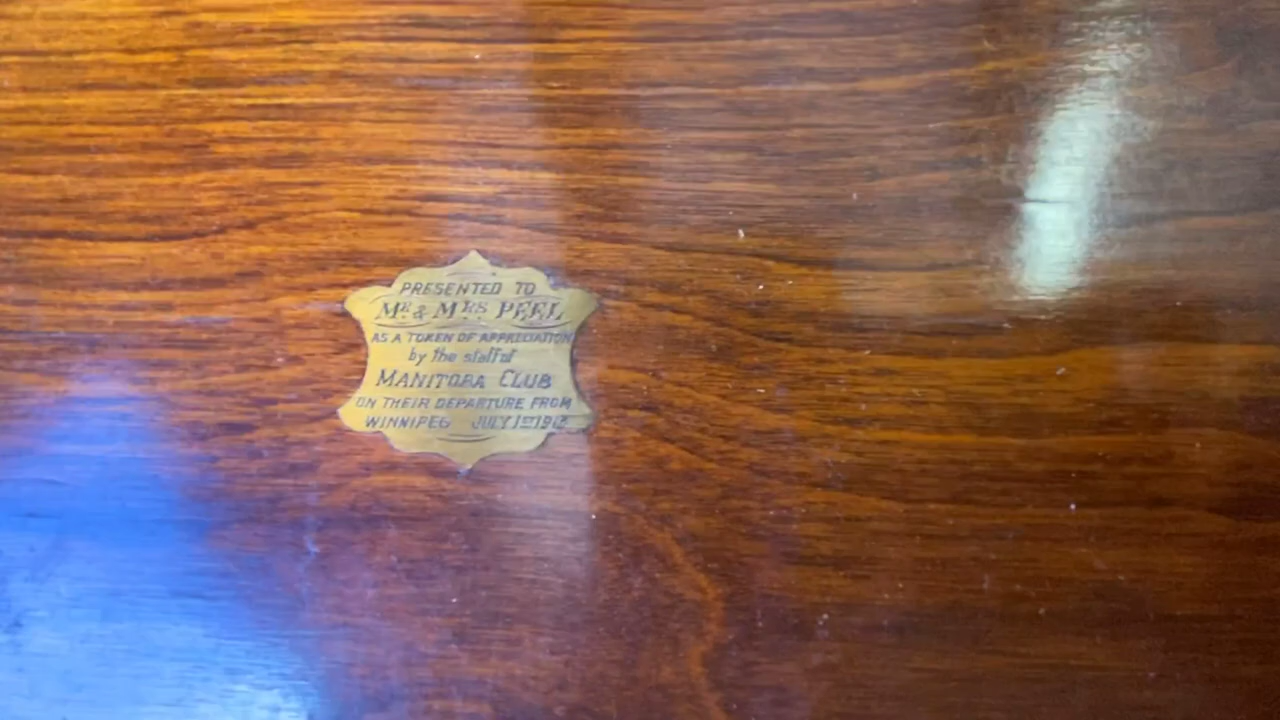 PRESENTED TO
MR & MRS PEEL
AS A TOKEN OF APPRECIATION
by the staff of
MANITOBA CLUB
ON THEIR DEPARTURE FROM
WINNIPEG JULY 1ST